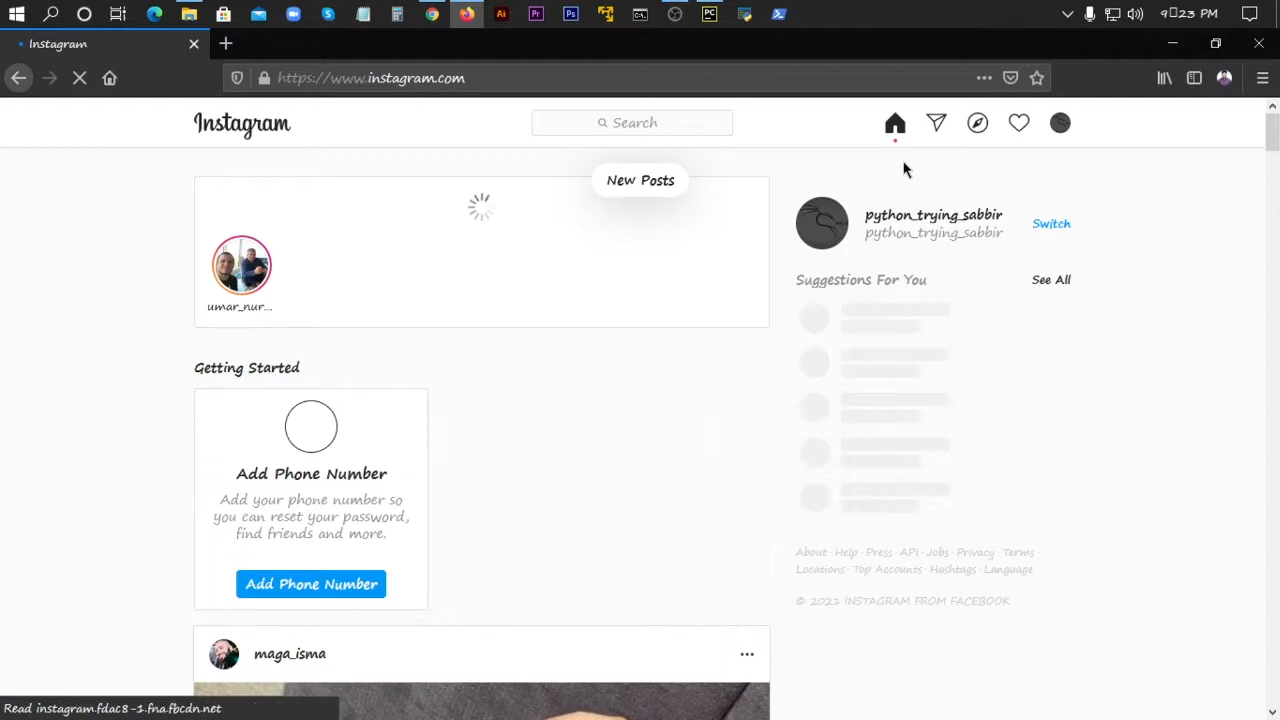 9:23 PM
Instagram
https://www.instagram.com
Instagram
Search
New Posts
python_trying_sabbir
python_trying_sabbir
Switch
umar_nur...
Suggestions For You
See All
Getting Started
Add Phone Number
Add your phone number so
you can reset your password,
find friends and more.
Add Phone Number
About · Help · Press · API · Jobs · Privacy · Terms ·
Locations · Top Accounts · Hashtags · Language
© 2021 INSTAGRAM FROM FACEBOOK
maga_isma
Read instagram.fdac8-1.fna.fbcdn.net